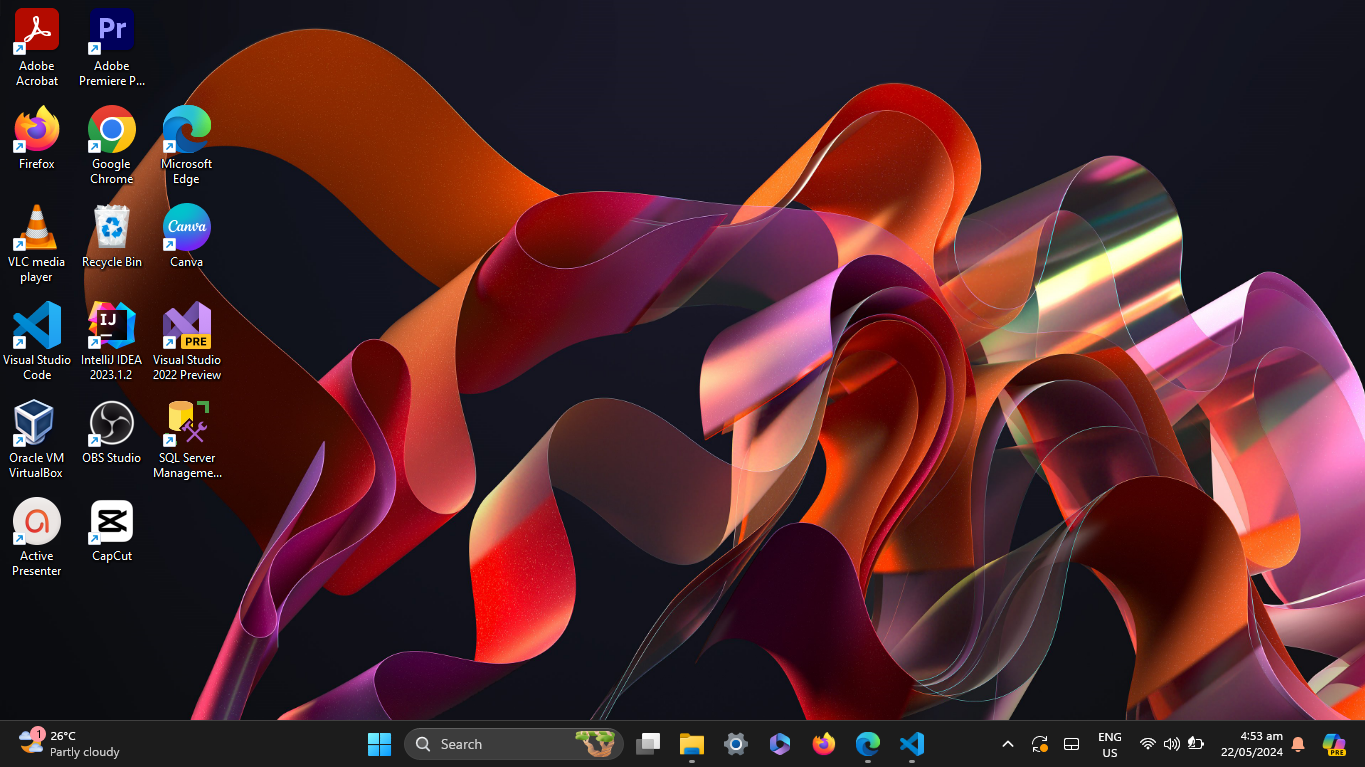 Adobe
Acrobat
Pr
Adobe
Premiere P...
Firefox
Google
Chrome
Microsoft
Edge
VLC media
player
Recycle Bin
Canva
Canva
Visual Studio
Code
IJ
IntelliJ IDEA
2023.1.2
PRE
Visual Studio
2022 Preview
Oracle VM
VirtualBox
OBS Studio
SQL Server
Manageme...
Active
Presenter
CapCut
1
26°C
Partly cloudy
Search
ENG
US
4:53 am
22/05/2024
PRE